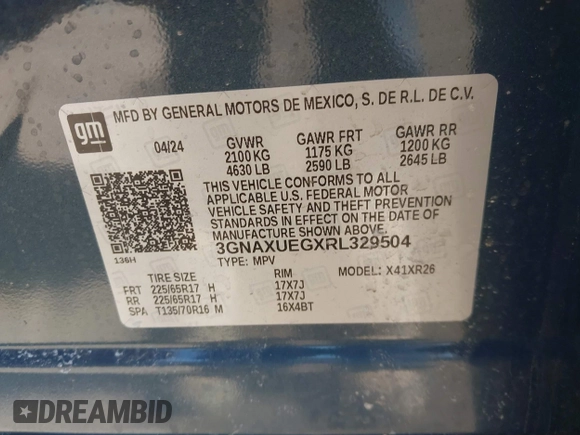 gm
MFD BY GENERAL MOTORS DE MEXICO, S. DE R.L. DE C.V.
04/24 GVWR GAWR FRT GAWR RR
2100 KG 1175 KG 1200 KG
4630 LB 2590 LB 2645 LB
THIS VEHICLE CONFORMS TO ALL
APPLICABLE U.S. FEDERAL MOTOR
VEHICLE SAFETY AND THEFT PREVENTION
STANDARDS IN EFFECT ON THE DATE OF
MANUFACTURE SHOWN ABOVE.
3GNAXUEGXRL329504
136H
TYPE: MPV MODEL: X41XR26
TIRE SIZE RIM
FRT 225/65R17 H 17X7J
RR 225/65R17 H 17X7J
SPA T135/70R16 M 16X4BT
DREAMBID